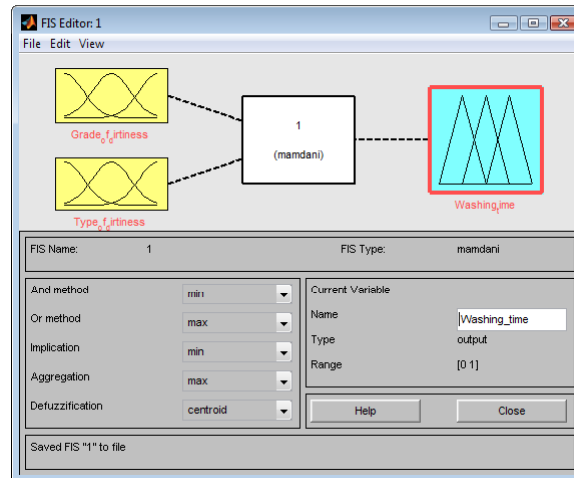 FIS Editor: 1
File Edit View
Grade_of_dirtiness
1
(mamdani)
Type_of_dirtiness
Washing_time
FIS Name: 1 FIS Type: mamdani
And method min
Or method max
Implication min
Aggregation max
Defuzzification centroid
Current Variable
Name Washing_time
Type output
Range [0 1]
Help Close
Saved FIS "1" to file